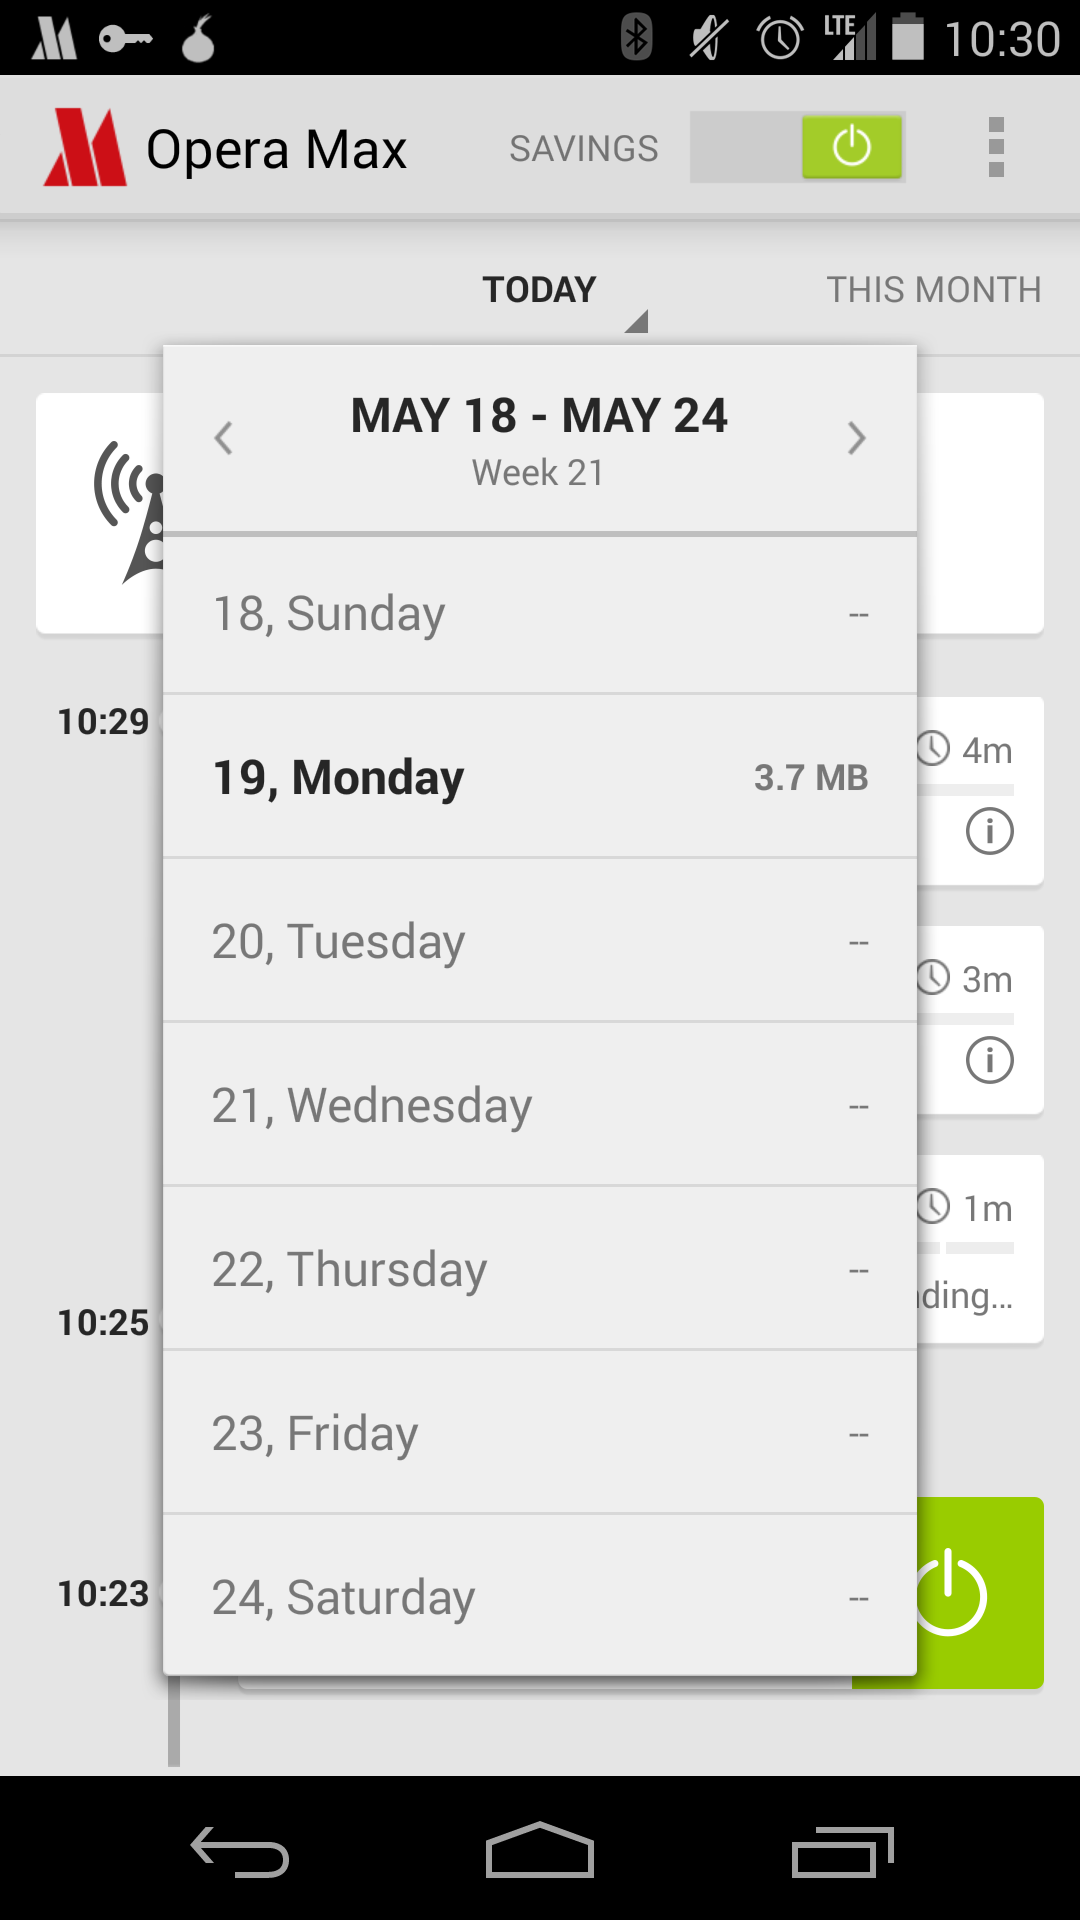 LTE 10:30
Opera Max SAVINGS
TODAY THIS MONTH
MAY 18 - MAY 24
Week 21
18, Sunday --
10:29
4m
19, Monday 3.7 MB
20, Tuesday --
3m
21, Wednesday --
1m
22, Thursday --
ding...
10:25
23, Friday --
10:23
24, Saturday --